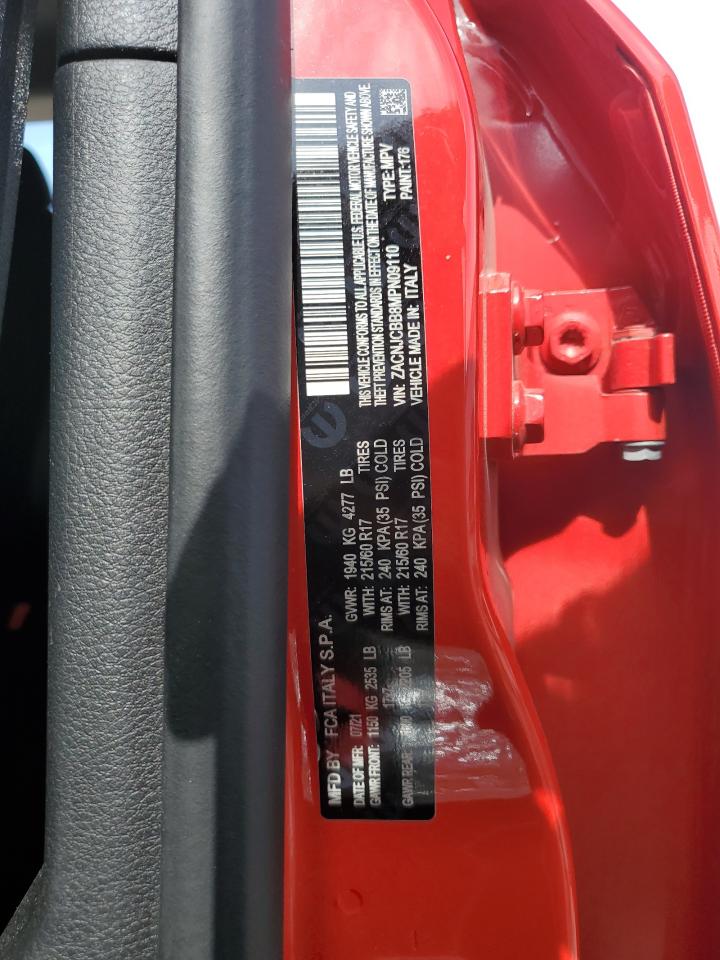 MFD BY FCA ITALY S.P.A.
DATE OF MFR: 07/21 GVWR: 1940 KG 4277 LB
GAWR FRONT: 1150 KG 2535 LB WITH: 215/60 R17 TIRES
RIMS AT: 240 KPA(35 PSI) COLD
GAWR REAR: LB WITH: 215/60 R17 TIRES
RIMS AT: 240 KPA(35 PSI) COLD
THIS VEHICLE CONFORMS TO ALL APPLICABLE U.S. FEDERAL MOTOR VEHICLE SAFETY AND
THEFT PREVENTION STANDARDS IN EFFECT ON THE DATE OF MANUFACTURE SHOWN ABOVE
VIN: ZACNJCBB8MPN09110 TYPE: MPV
VEHICLE MADE IN: ITALY PAINT: 176